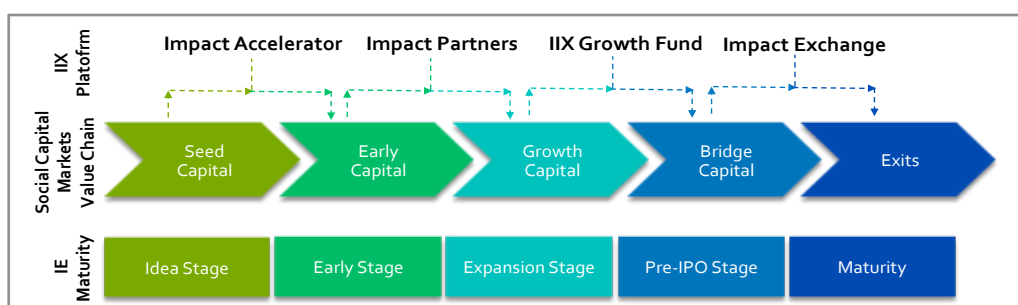 IIX
Platofrm
Impact Accelerator
Impact Partners
IIX Growth Fund
Impact Exchange
Social Capital
Markets
Value Chain
Seed
Capital
Early
Capital
Growth
Capital
Bridge
Capital
Exits
IE
Maturity
Idea Stage
Early Stage
Expansion Stage
Pre-IPO Stage
Maturity